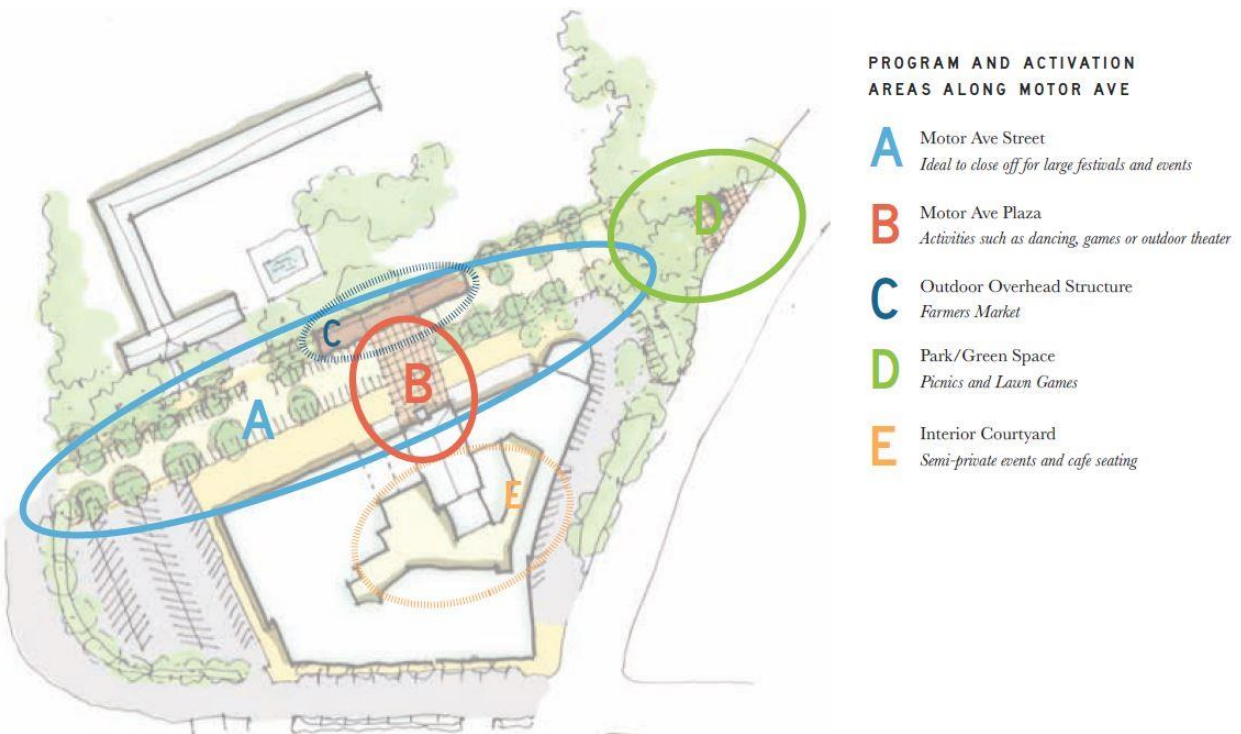 PROGRAM AND ACTIVATION
AREAS ALONG MOTOR AVE
A
Motor Ave Street
Ideal to close off for large festivals and events
B
Motor Ave Plaza
Activities such as dancing, games or outdoor theater
C
Outdoor Overhead Structure
Farmers Market
D
Park/Green Space
Picnics and Lawn Games
E
Interior Courtyard
Semi-private events and cafe seating
D
C
B
A
E